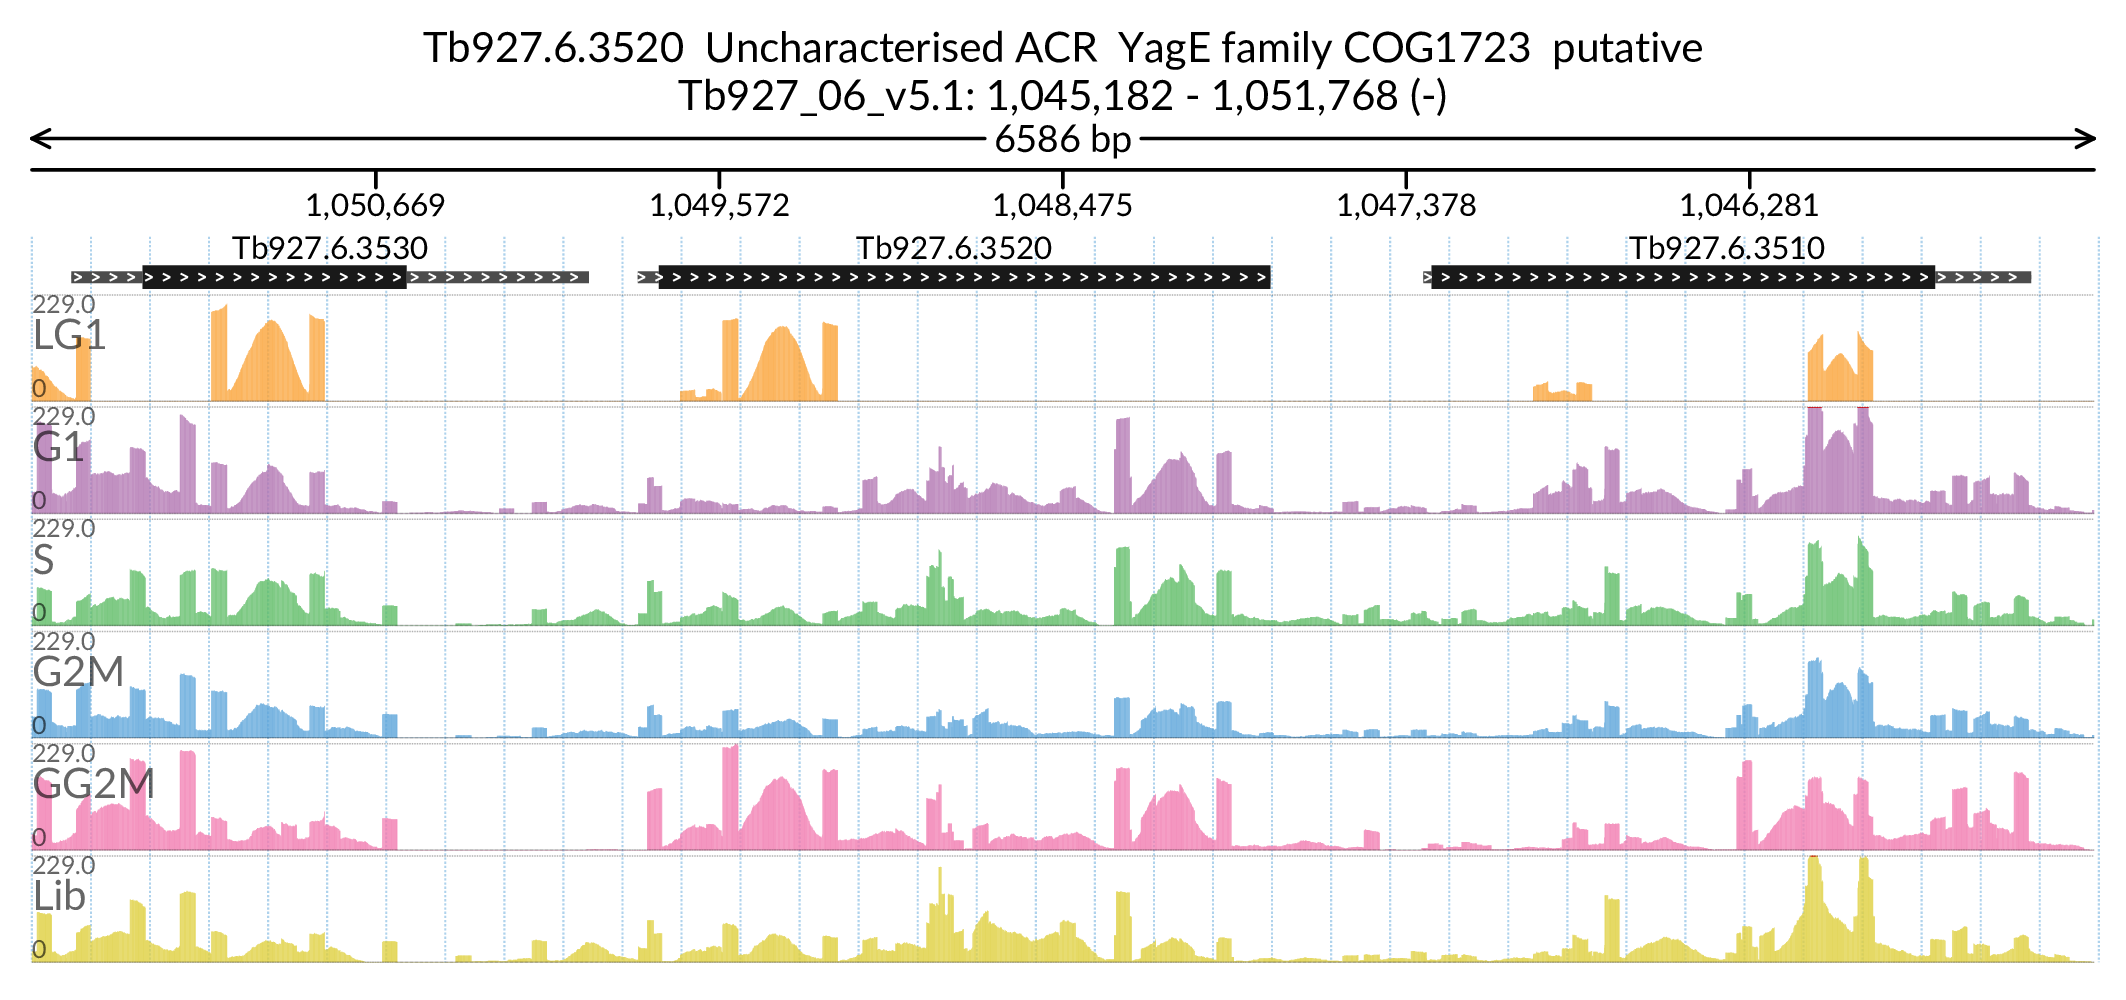 Tb927.6.3520  Uncharacterised ACR  YagE family COG1723  putative
Tb927_06_v5.1: 1,045,182 - 1,051,768 (-)
6586 bp
1,050,669 1,049,572 1,048,475 1,047,378 1,046,281
Tb927.6.3530 Tb927.6.3520 Tb927.6.3510
229.0
LG1
0
229.0
G1
0
229.0
S
0
229.0
G2M
0
229.0
GG2M
0
229.0
Lib
0